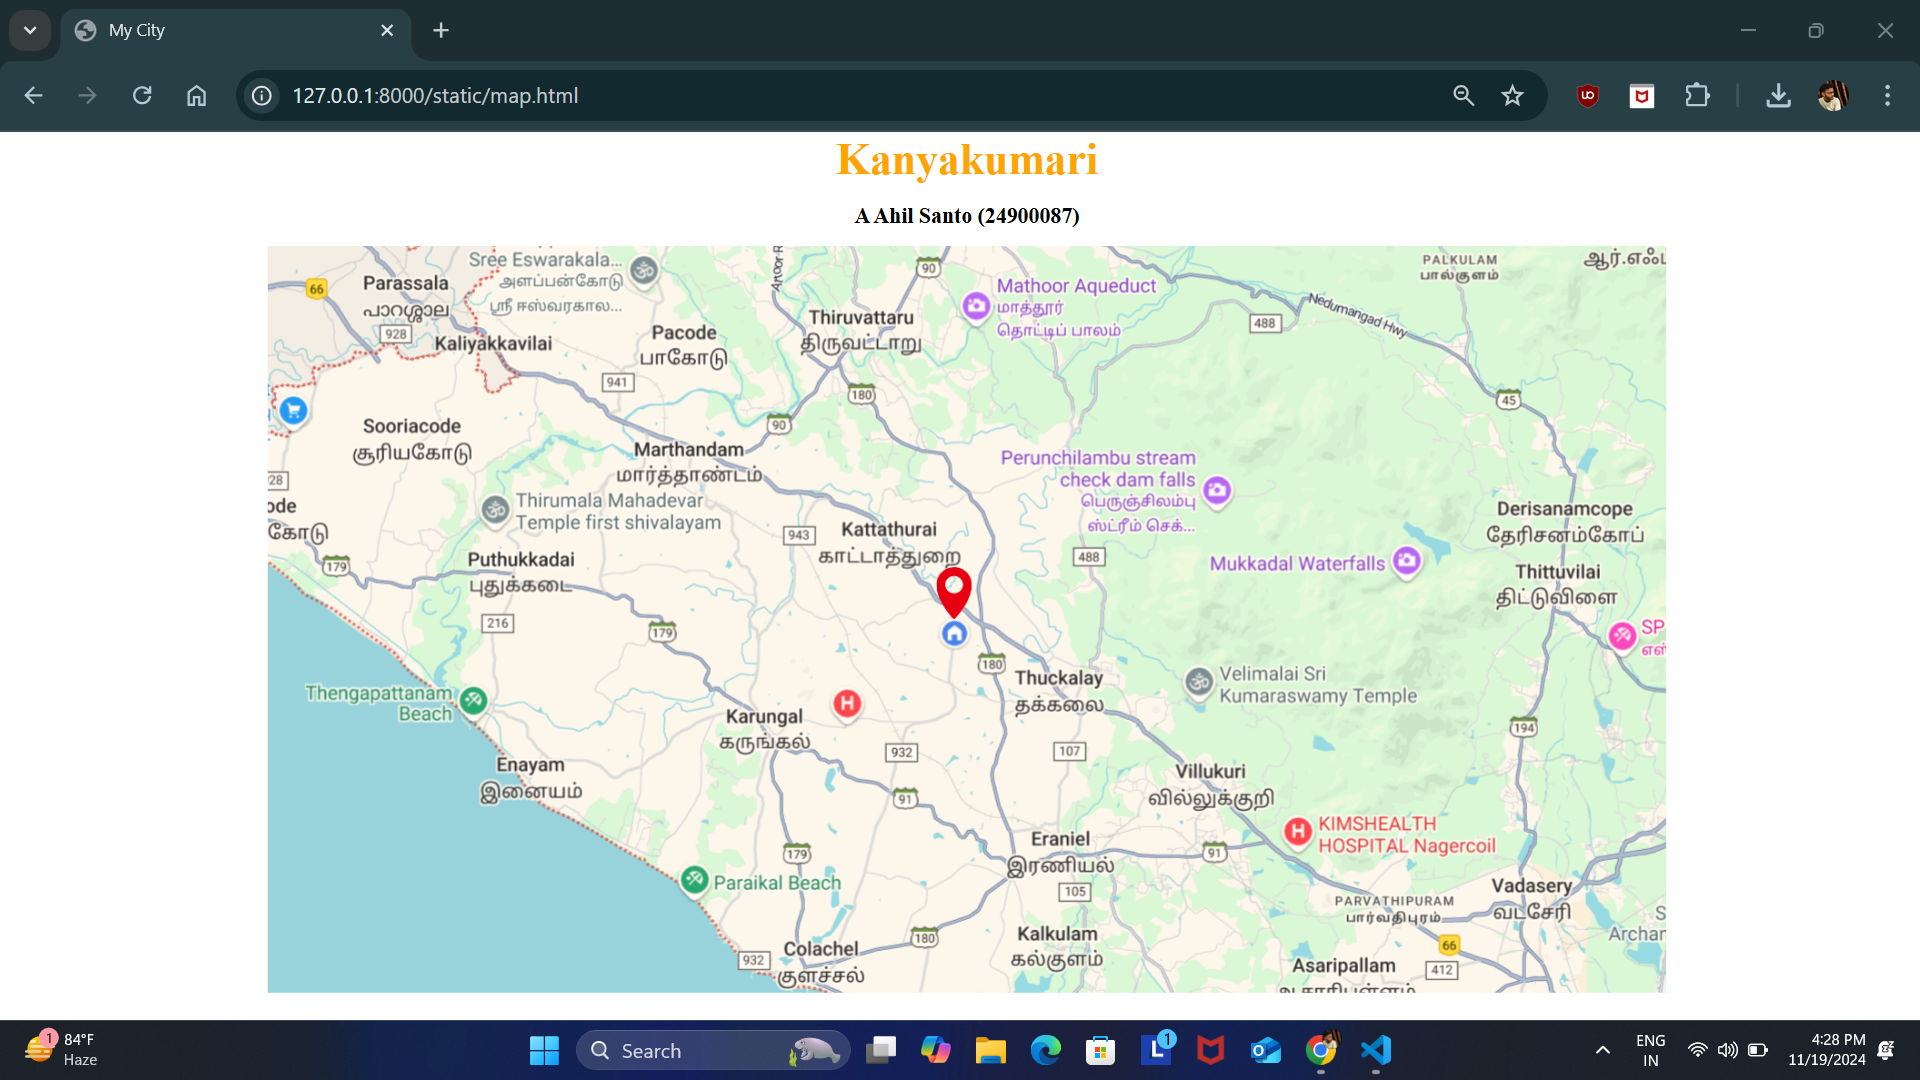 My City
127.0.0.1:8000/static/map.html
Kanyakumari
A Ahil Santo (24900087)
Sree Eswarakala...
அளப்பன்கோடு
ஸ்ரீ ஈஸ்வரகால...
66
Parassala
പാറശ്ശാല
928
Kaliyakkavilai
Pacode
பாகோடு
941
Thiruvattaru
திருவட்டாறு
90
Mathoor Aqueduct
மாத்தூர்
தொட்டிப் பாலம்
488
Nedumangad Hwy
PALKULAM
பால்குளம்
180
45
90
Sooriacode
சூரியகோடு
Marthandam
மார்த்தாண்டம்
Perunchilambu stream
check dam falls
பெருஞ்சிலம்பு
ஸ்ட்ரீம் செக்...
28
ode
கோடு
Thirumala Mahadevar
Temple first shivalayam
943
Kattathurai
காட்டாத்துறை
488
Mukkadal Waterfalls
Derisanamcope
தேரிசனம்கோப்
Thittuvilai
திட்டுவிளை
179
Puthukkadai
புதுக்கடை
216
179
SP
எஸ்
180
Thuckalay
தக்கலை
Velimalai Sri
Kumaraswamy Temple
Thengapattanam
Beach
H
Karungal
கருங்கல்
932
107
194
Enayam
இனையம்
91
Villukuri
வில்லுக்குறி
179
Eraniel
இரணியல்
91
H
KIMSHEALTH
HOSPITAL Nagercoil
Paraikal Beach
105
Vadasery
வடசேரி
PARVATHIPURAM
பார்வதிபுரம்
S
Archar
180
Kalkulam
கல்குளம்
66
932
Colachel
குளச்சல்
Asaripallam
412
1
84°F
Haze
Search
L
1
ENG
IN
4:28 PM
11/19/2024